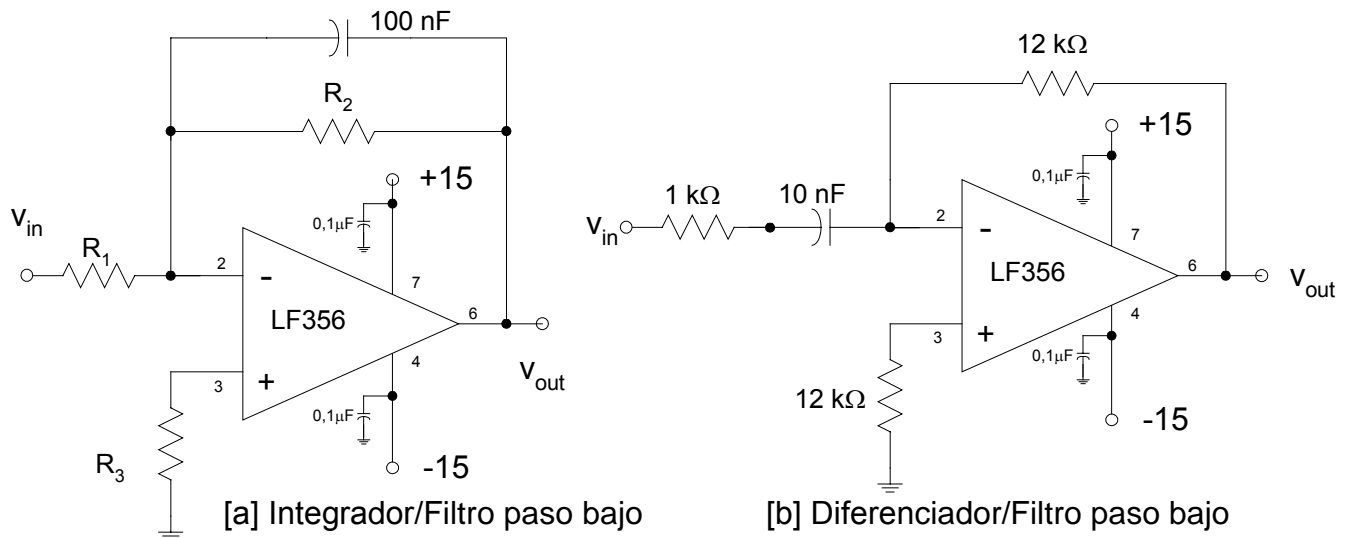 100 nF
R2
+15
0,1μF
vin
R1
2
-
7
LF356
6
vout
4
3
+
0,1μF
R3
-15
[a] Integrador/Filtro paso bajo
12 kΩ
+15
0,1μF
1 kΩ
10 nF
vin
2
-
7
LF356
6
vout
4
3
+
0,1μF
12 kΩ
-15
[b] Diferenciador/Filtro paso bajo